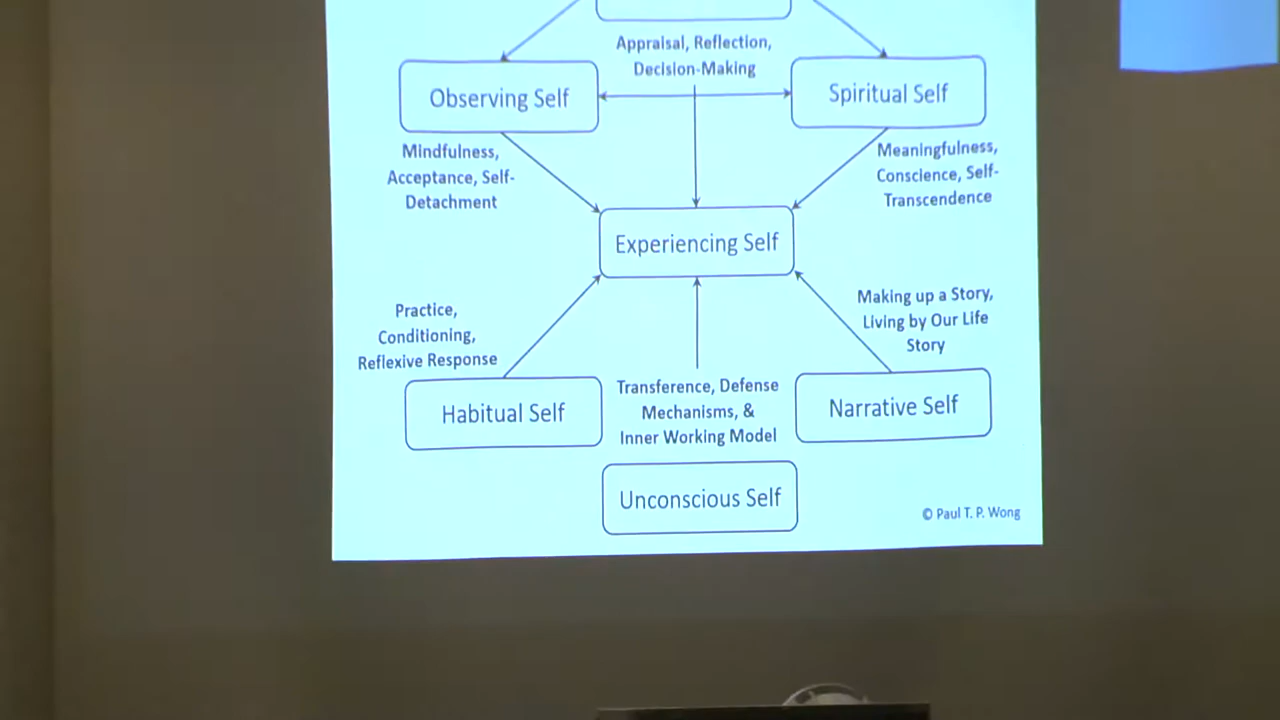 Appraisal, Reflection,
Decision-Making
Observing Self
Spiritual Self
Mindfulness,
Acceptance, Self-
Detachment
Meaningfulness,
Conscience, Self-
Transcendence
Experiencing Self
Practice,
Conditioning,
Reflexive Response
Making up a Story,
Living by Our Life
Story
Habitual Self
Transference, Defense
Mechanisms, &
Inner Working Model
Narrative Self
Unconscious Self
© Paul T. P. Wong